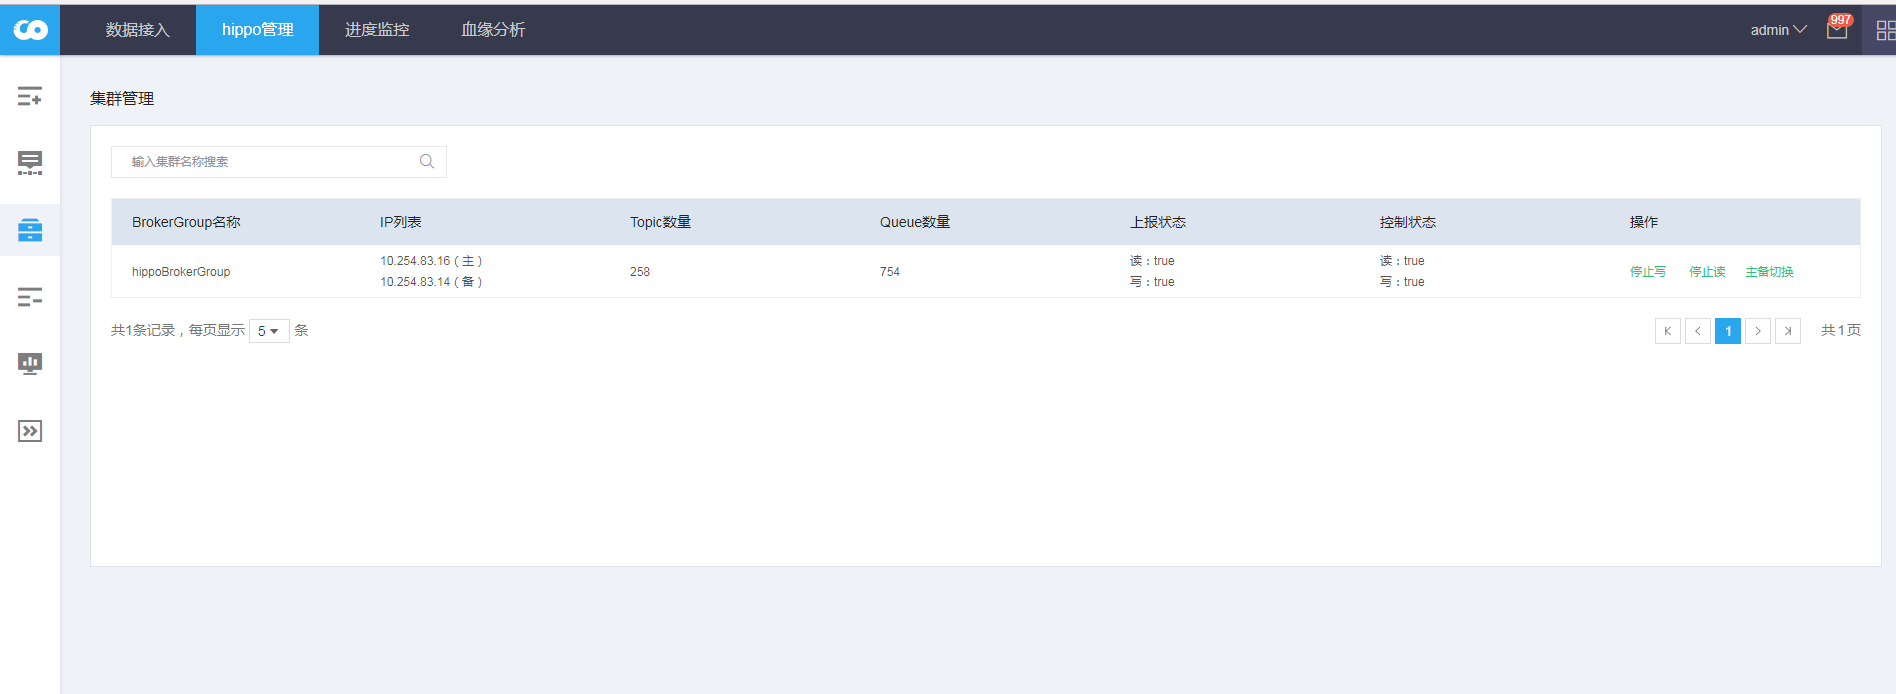 数据接入 hippo管理 进度监控 血缘分析 admin 997
集群管理
输入集群名称搜索
BrokerGroup名称 IP列表 Topic数量 Queue数量 上报状态 控制状态 操作
hippoBrokerGroup 10.254.83.16（主） 258 754 读：true 读：true 停止写 停止读 主备切换
10.254.83.14（备） 写：true 写：true
共1条记录，每页显示 5 条 1 共1页